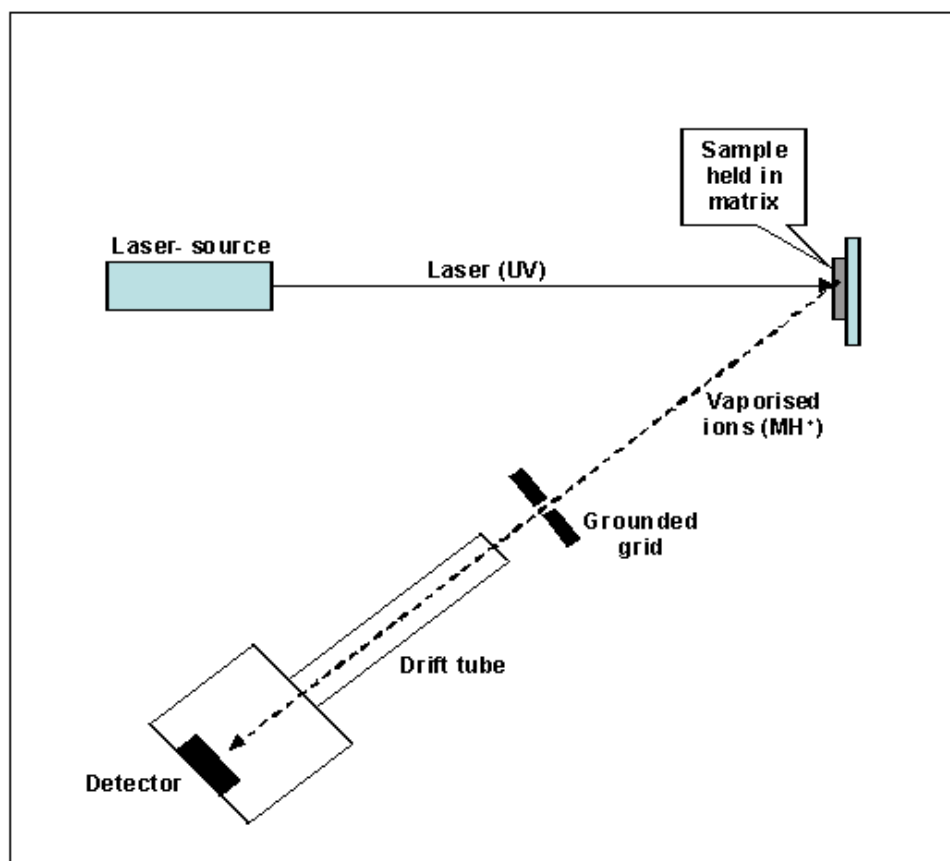 Sample
held in
matrix
Laser- source
Laser (UV)
Vaporised
ions (MH⁺)
Grounded
grid
Drift tube
Detector